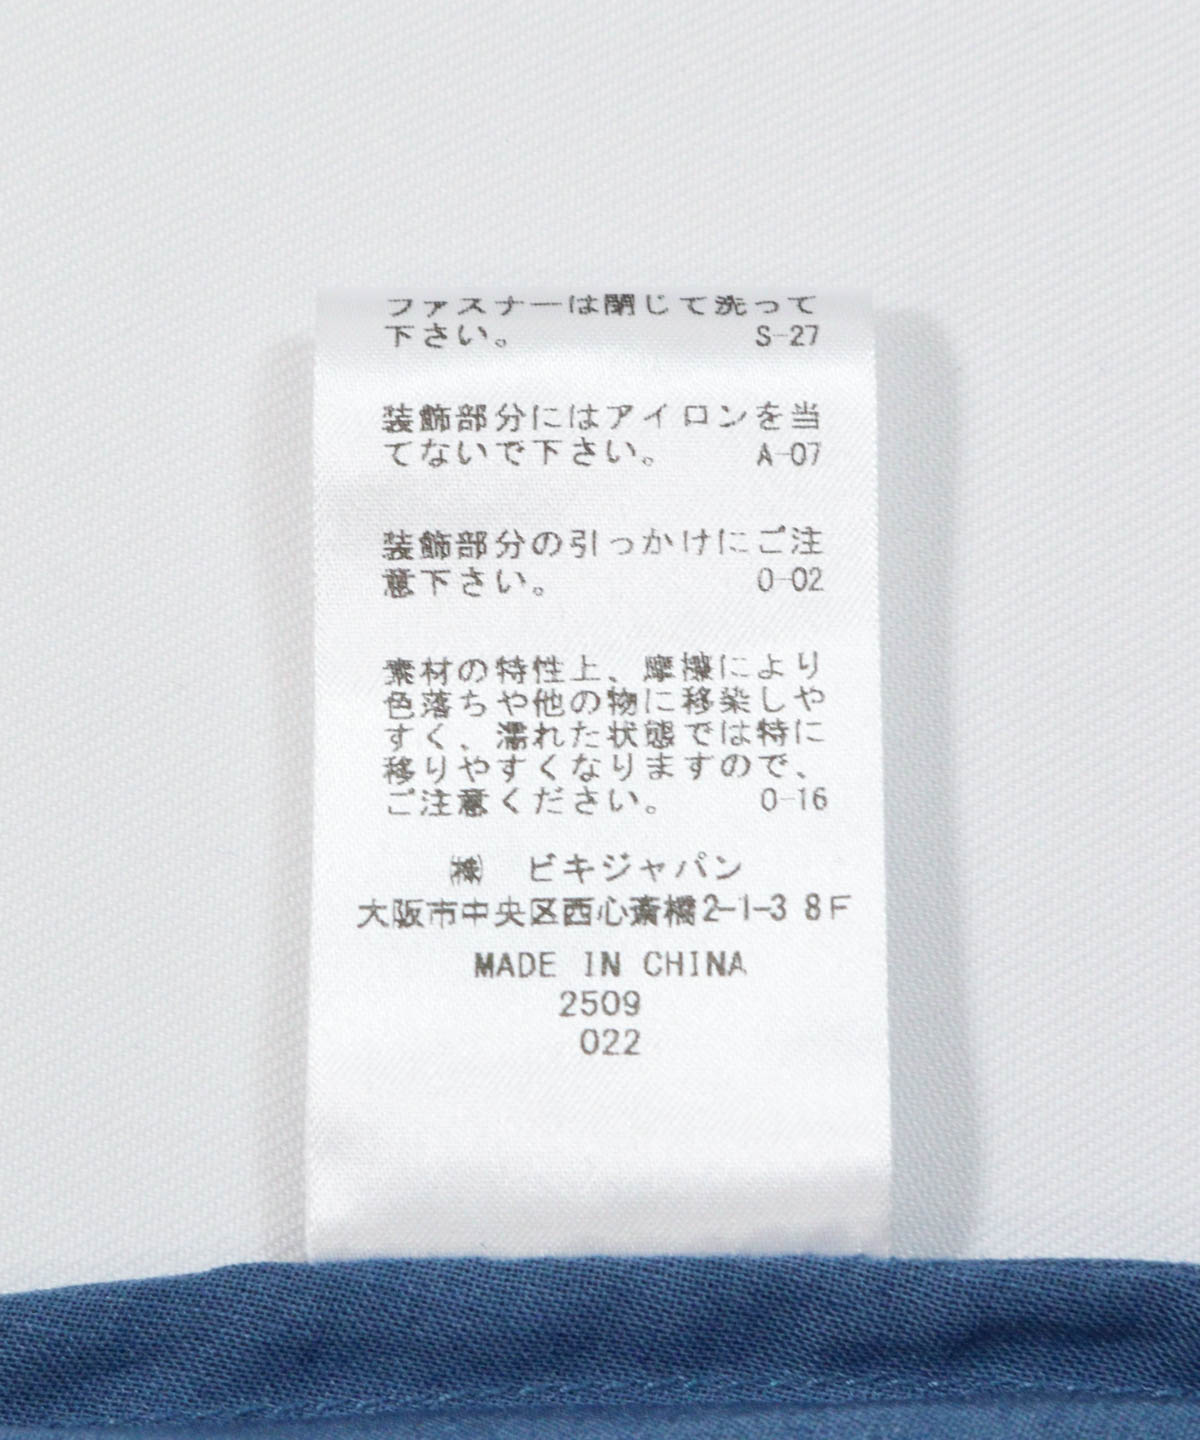 ファスナーは閉じて洗って
下さい。 S-27
装飾部分にはアイロンを当
てないで下さい。 A-07
装飾部分の引っかけにご注
意下さい。 O-02
素材の特性上、摩擦により
色落ちや他の物に移染しや
すく、濡れた状態では特に
移りやすくなりますので、
ご注意ください。 O-16
㈱ ビキジャパン
大阪市中央区西心斎橋2-1-3 8F
MADE IN CHINA
2509
022